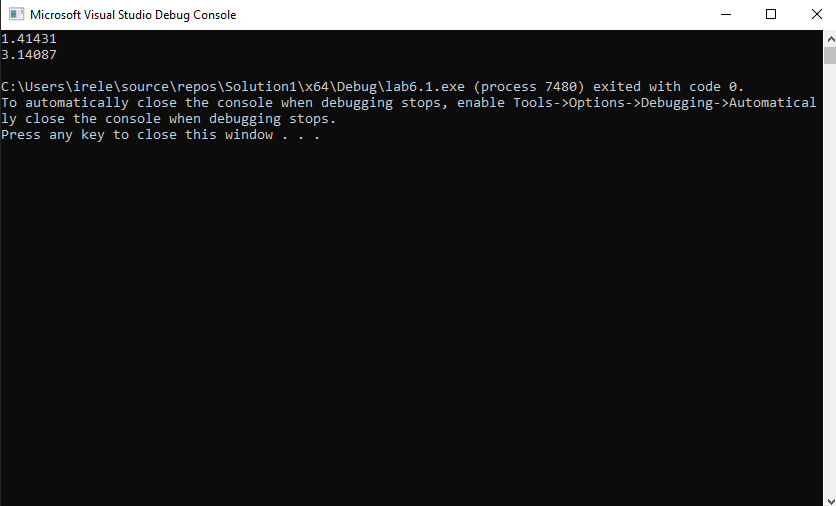 Microsoft Visual Studio Debug Console
1.41431
3.14087
C:\Users\irele\source\repos\Solution1\x64\Debug\lab6.1.exe (process 7480) exited with code 0.
To automatically close the console when debugging stops, enable Tools->Options->Debugging->Automatical
ly close the console when debugging stops.
Press any key to close this window . . .